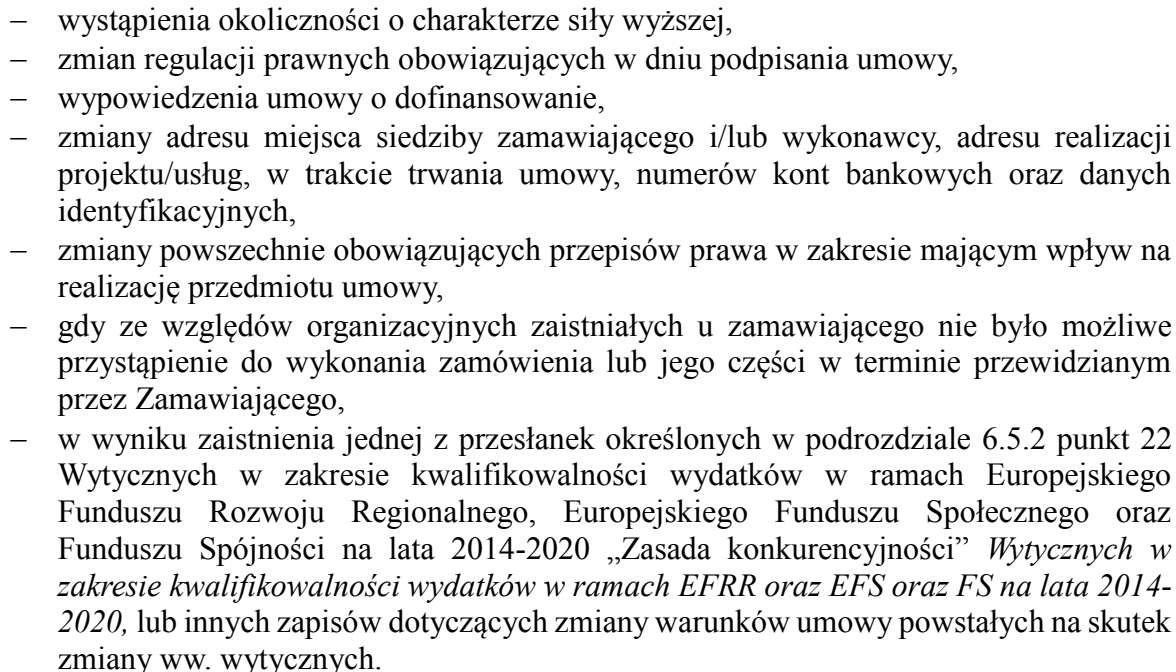 – wystąpienia okoliczności o charakterze siły wyższej,
– zmian regulacji prawnych obowiązujących w dniu podpisania umowy,
– wypowiedzenia umowy o dofinansowanie,
– zmiany adresu miejsca siedziby zamawiającego i/lub wykonawcy, adresu realizacji
projektu/usług, w trakcie trwania umowy, numerów kont bankowych oraz danych
identyfikacyjnych,
– zmiany powszechnie obowiązujących przepisów prawa w zakresie mającym wpływ na
realizację przedmiotu umowy,
– gdy ze względów organizacyjnych zaistniałych u zamawiającego nie było możliwe
przystąpienie do wykonania zamówienia lub jego części w terminie przewidzianym
przez Zamawiającego,
– w wyniku zaistnienia jednej z przesłanek określonych w podrozdziale 6.5.2 punkt 22
Wytycznych w zakresie kwalifikowalności wydatków w ramach Europejskiego
Funduszu Rozwoju Regionalnego, Europejskiego Funduszu Społecznego oraz
Funduszu Spójności na lata 2014-2020 „Zasada konkurencyjności” Wytycznych w
zakresie kwalifikowalności wydatków w ramach EFRR oraz EFS oraz FS na lata 2014-
2020, lub innych zapisów dotyczących zmiany warunków umowy powstałych na skutek
zmiany ww. wytycznych.